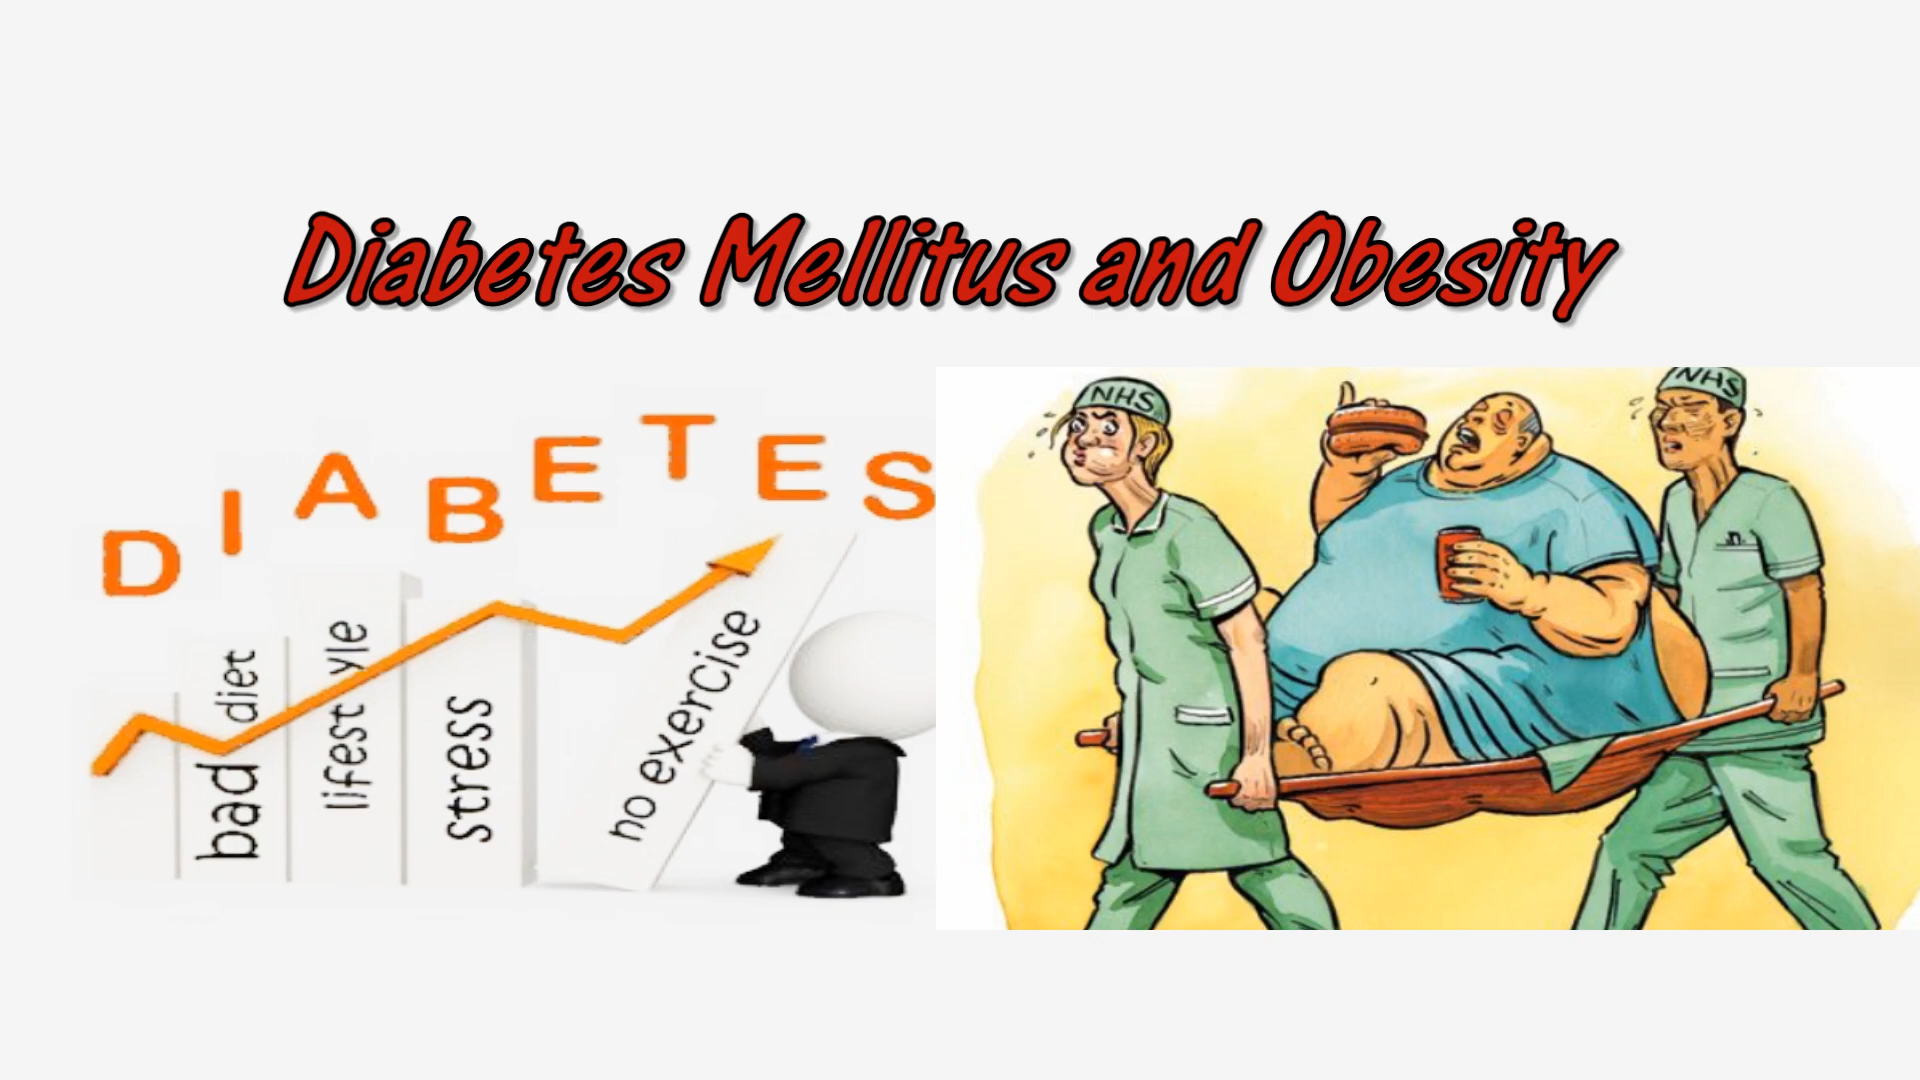 Diabetes Mellitus and Obesity
DIABETES
bad diet
lifestyle
stress
no exercise
NHS
NHS